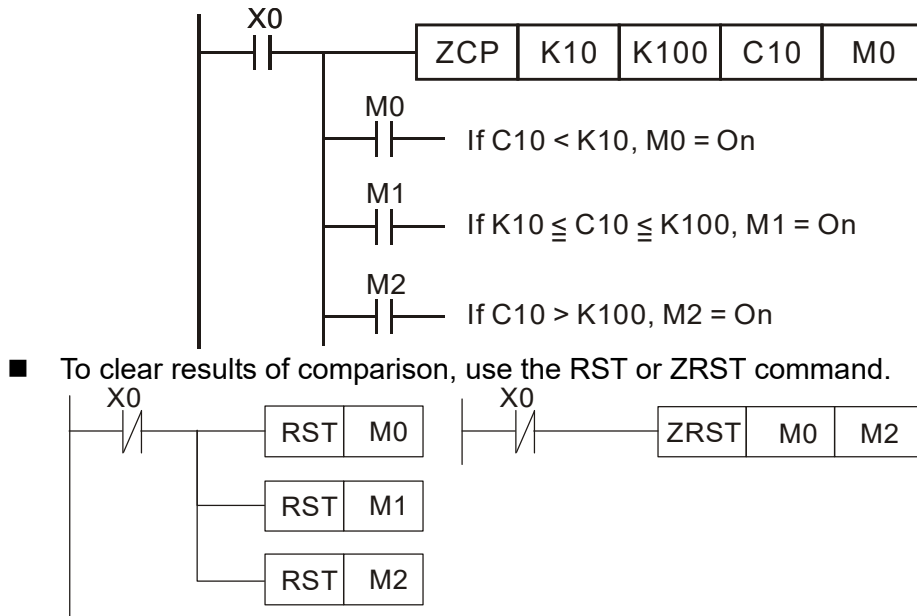 X0
ZCP K10 K100 C10 M0
M0
If C10 < K10, M0 = On
M1
If K10 ≦ C10 ≦ K100, M1 = On
M2
If C10 > K100, M2 = On
■ To clear results of comparison, use the RST or ZRST command.
X0
RST M0
RST M1
RST M2
X0
ZRST M0 M2